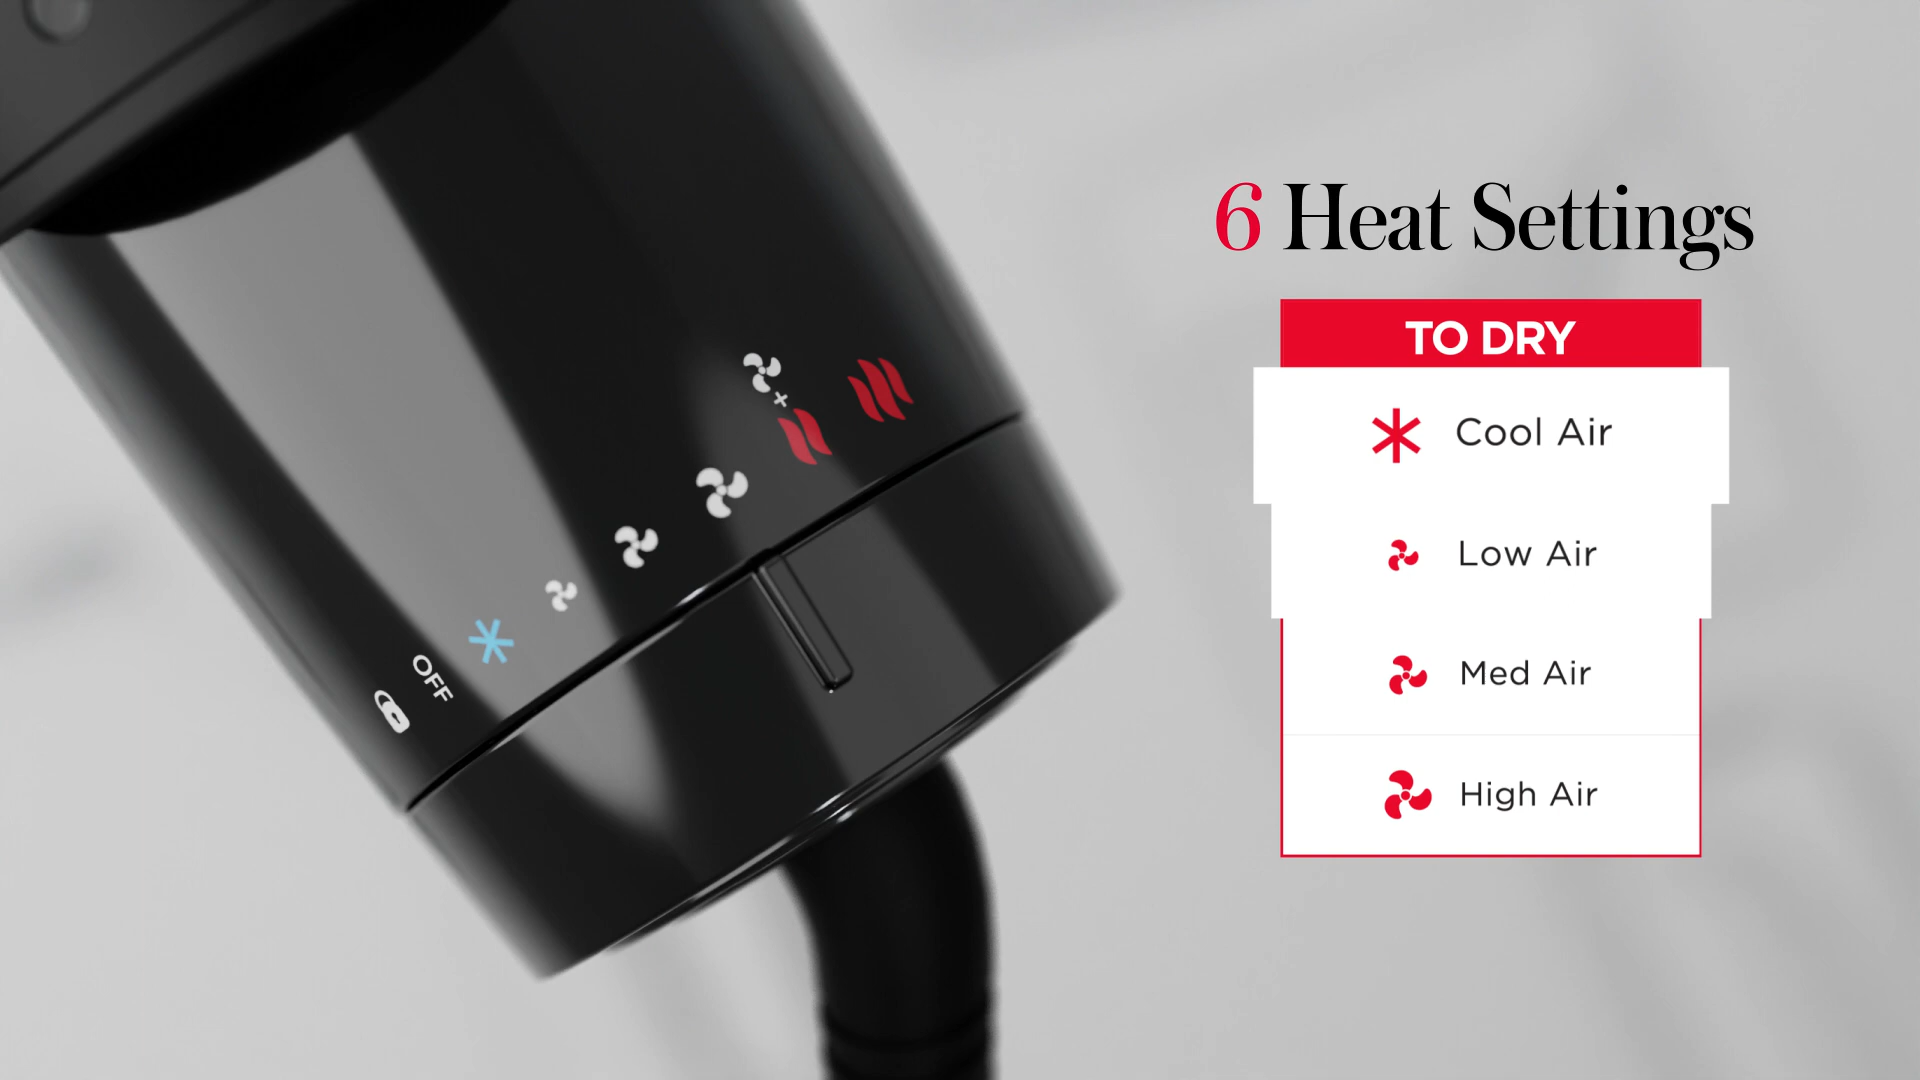 6 Heat Settings
TO DRY
Cool Air
Low Air
Med Air
High Air
OFF